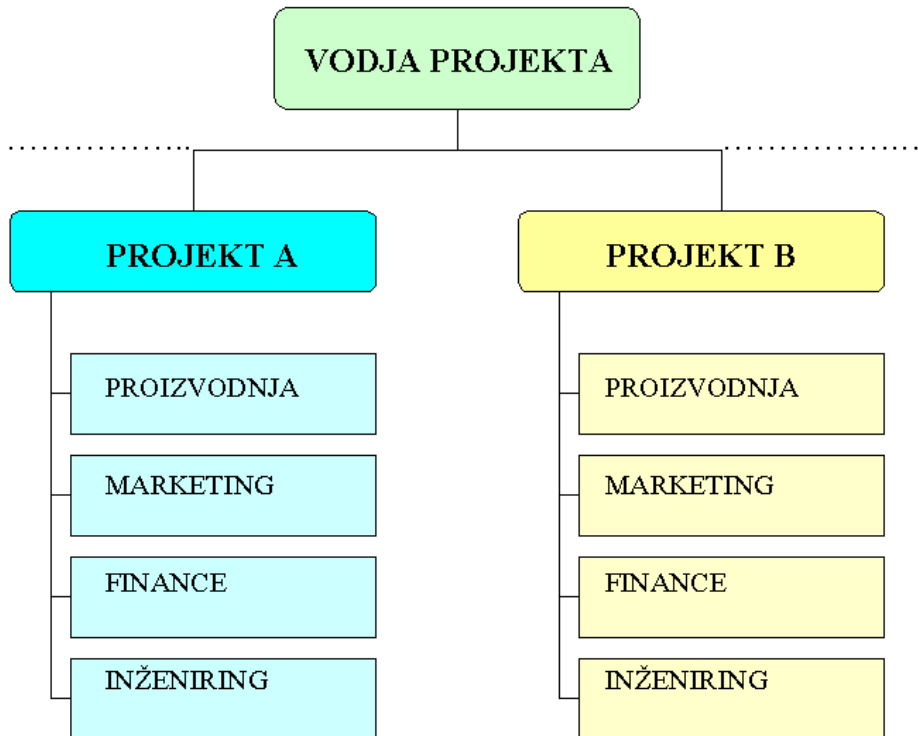 VODJA PROJEKTA
PROJEKT A
PROJEKT B
PROIZVODNJA
MARKETING
FINANCE
INŽENIRING
PROIZVODNJA
MARKETING
FINANCE
INŽENIRING